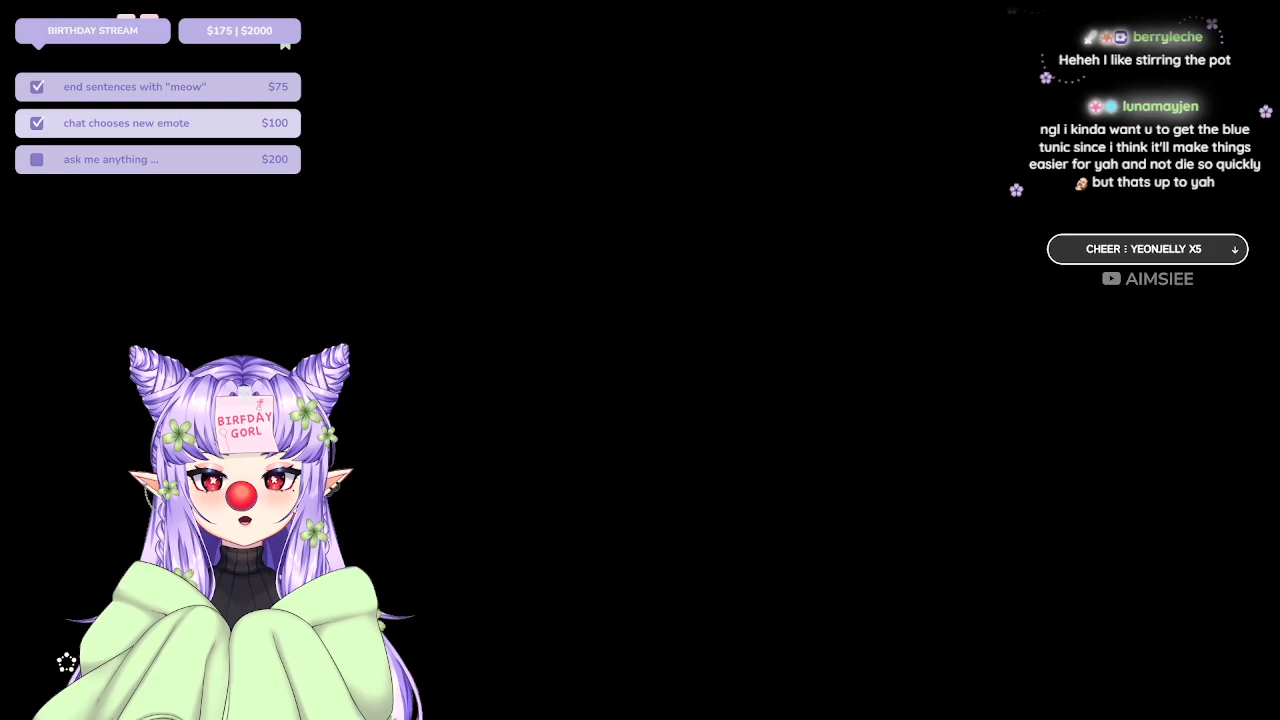 BIRTHDAY STREAM
$175 | $2000
end sentences with "meow" $75
chat chooses new emote $100
ask me anything ... $200
berryleche
Heheh I like stirring the pot
lunamayjen
ngl i kinda want u to get the blue
tunic since i think it'll make things
easier for yah and not die so quickly
but thats up to yah
CHEER : YEONJELLY X5
AIMSIEE
BIRFDAY
GORL